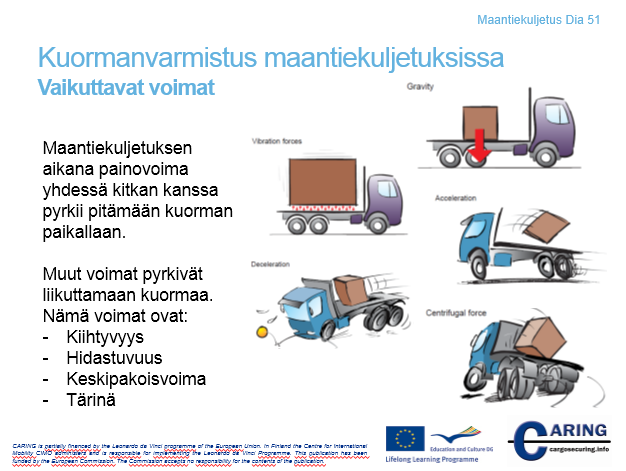 Maantiekuljetus Dia 51
Kuormanvarmistus maantiekuljetuksissa
Vaikuttavat voimat
Maantiekuljetuksen
aikana painovoima
yhdessä kitkan kanssa
pyrkii pitämään kuorman
paikallaan.
Muut voimat pyrkivät
liikuttamaan kuormaa.
Nämä voimat ovat:
- Kiihtyvyys
- Hidastuvuus
- Keskipakoisvoima
- Tärinä
Gravity
Vibration forces
Acceleration
Deceleration
Centrifugal force
CARING is partially financed by the Leonardo da Vinci programme of the European Union. In Finland the Centre for International
Mobility CIMO administers and is responsible for implementing the Leonardo da Vinci Programme. This publication has been
funded by the European Commission. The Commission accepts no responsibility for the contents of the publication.
Education and Culture DG
Lifelong Learning Programme
CARING
cargosecuring.info